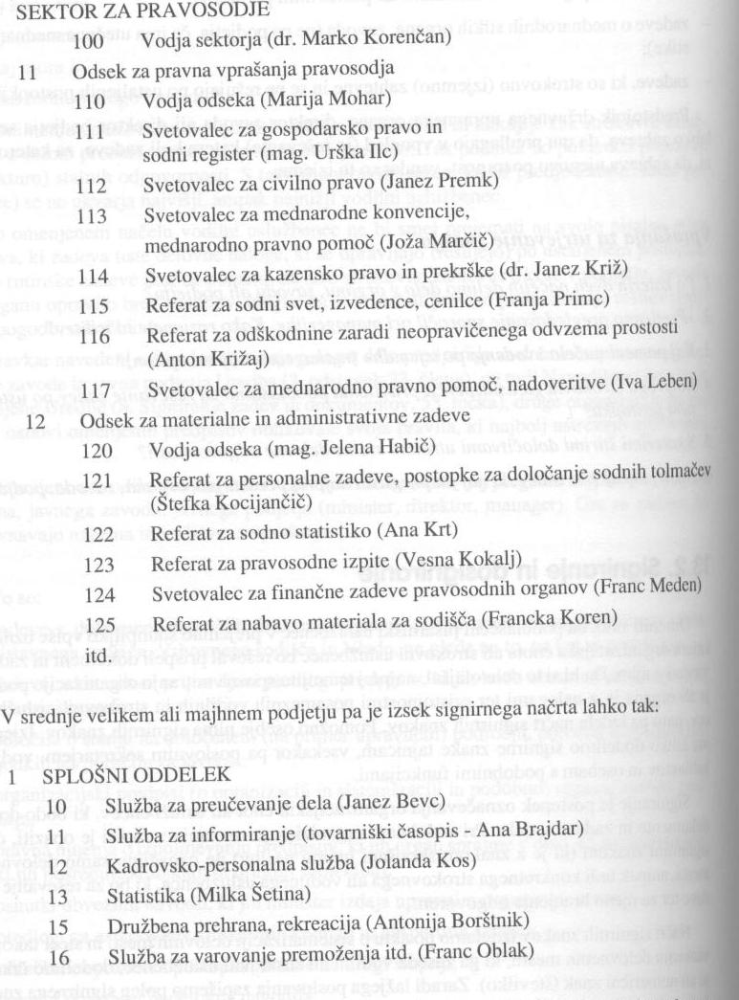 SEKTOR ZA PRAVOSODJE
100 Vodja sektorja (dr. Marko Korenčan)
11 Odsek za pravna vprašanja pravosodja
110 Vodja odseka (Marija Mohar)
111 Svetovalec za gospodarsko pravo in
sodni register (mag. Urška Ilc)
112 Svetovalec za civilno pravo (Janez Premk)
113 Svetovalec za mednarodne konvencije,
mednarodno pravno pomoč (Joža Marčič)
114 Svetovalec za kazensko pravo in prekrške (dr. Janez Križ)
115 Referat za sodni svet, izvedence, cenilce (Franja Primc)
116 Referat za odškodnine zaradi neopravičenega odvzema prostosti
(Anton Križaj)
117 Svetovalec za mednarodno pravno pomoč, nadoveritve (Iva Leben)
12 Odsek za materialne in administrativne zadeve
120 Vodja odseka (mag. Jelena Habič)
121 Referat za personalne zadeve, postopke za določanje sodnih tolmačev
(Štefka Kocijančič)
122 Referat za sodno statistiko (Ana Krt)
123 Referat za pravosodne izpite (Vesna Kokalj)
124 Svetovalec za finančne zadeve pravosodnih organov (Franc Meden)
125 Referat za nabavo materiala za sodišča (Francka Koren)
itd.
V srednje velikem ali majhnem podjetju pa je izsek signirnega načrta lahko tak:
1 SPLOŠNI ODDELEK
10 Služba za preučevanje dela (Janez Bevc)
11 Služba za informiranje (tovarniški časopis - Ana Brajdar)
12 Kadrovsko-personalna služba (Jolanda Kos)
13 Statistika (Milka Šetina)
15 Družbena prehrana, rekreacija (Antonija Borštnik)
16 Služba za varovanje premoženja itd. (Franc Oblak)